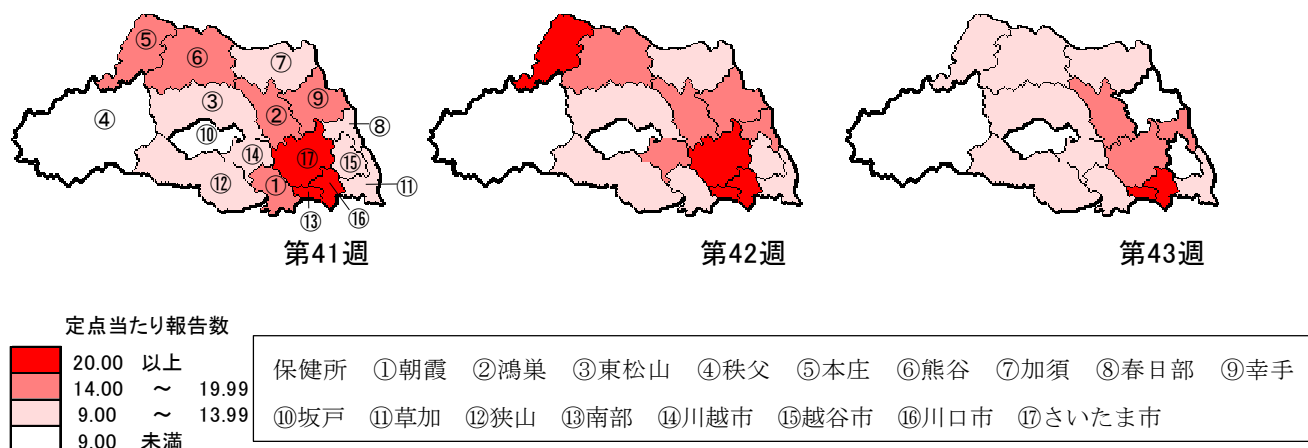 ⑤
⑥
⑦
③
②
⑨
④
⑩
⑧
⑭
⑰
⑮
⑫
①
⑪
⑬
⑯
第41週
第42週
第43週
定点当たり報告数
20.00 以上
14.00 ～ 19.99
9.00 ～ 13.99
9.00 未満
保健所 ①朝霞 ②鴻巣 ③東松山 ④秩父 ⑤本庄 ⑥熊谷 ⑦加須 ⑧春日部 ⑨幸手
⑩坂戸 ⑪草加 ⑫狭山 ⑬南部 ⑭川越市 ⑮越谷市 ⑯川口市 ⑰さいたま市